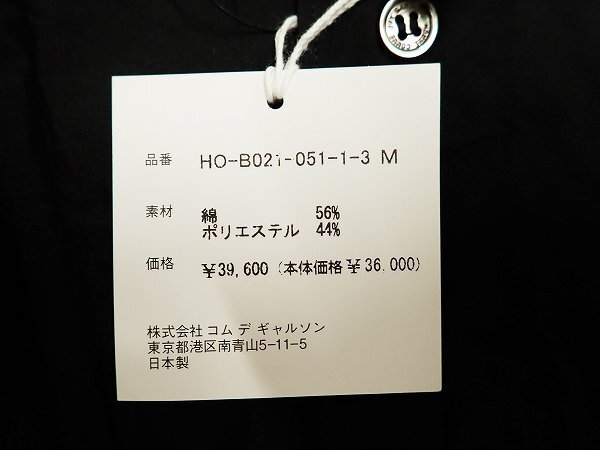 品番 HO-B021-051-1-3 M
素材 綿 56%
ポリエステル 44%
価格 ¥39,600 (本体価格 ¥36,000)
株式会社 コム デ ギャルソン
東京都港区南青山5-11-5
日本製